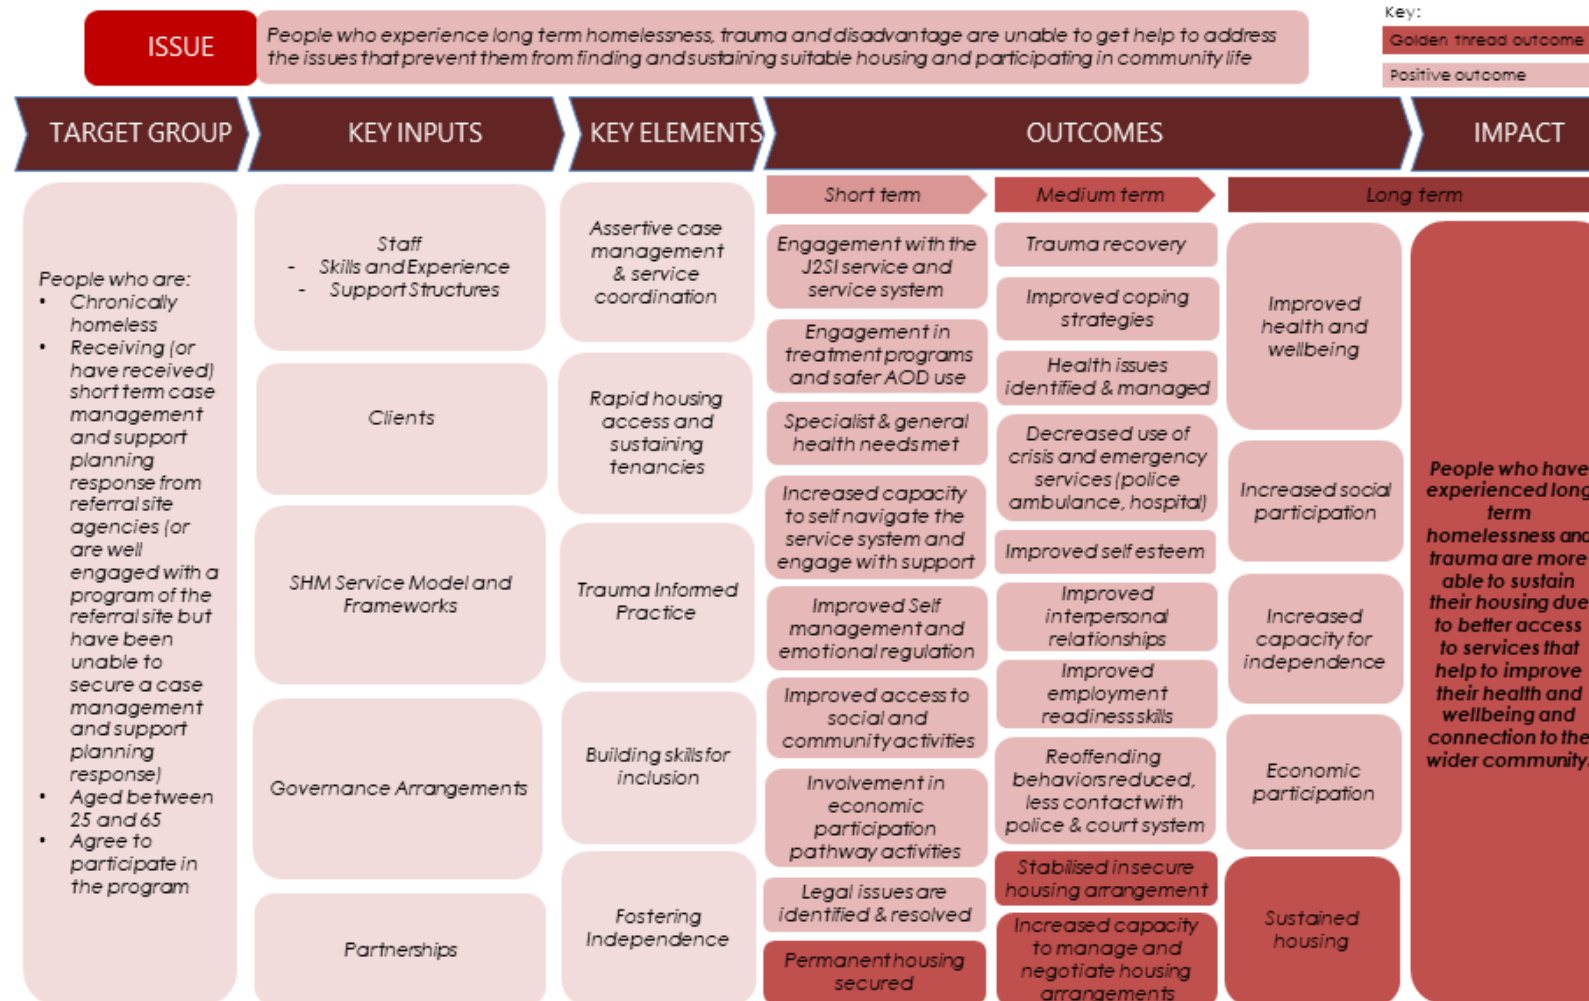 ISSUE
People who experience long term homelessness, trauma and disadvantage are unable to get help to address
the issues that prevent them from finding and sustaining suitable housing and participating in community life
Key:
Golden thread outcome
Positive outcome
TARGET GROUP
KEY INPUTS
KEY ELEMENTS
OUTCOMES
IMPACT
People who are:
• Chronically
homeless
• Receiving (or
have received)
short term case
management
and support
planning
response from
referral site
agencies (or
are well
engaged with a
program of the
referral site but
have been
unable to
secure a case
management
and support
planning
response)
• Aged between
25 and 65
• Agree to
participate in
the program
Staff
- Skills and Experience
- Support Structures
Clients
SHM Service Model and
Frameworks
Governance Arrangements
Partnerships
Assertive case
management
& service
coordination
Rapid housing
access and
sustaining
tenancies
Trauma Informed
Practice
Building skills for
inclusion
Fostering
Independence
Short term
Engagement with the
J2SI service and
service system
Engagement in
treatment programs
and safer AOD use
Specialist & general
health needs met
Increased capacity
to self navigate the
service system and
engage with support
Improved Self
management and
emotional regulation
Improved access to
social and
community activities
Involvement in
economic
participation
pathway activities
Legal issues are
identified & resolved
Permanent housing
secured
Medium term
Trauma recovery
Improved coping
strategies
Health issues
identified & managed
Decreased use of
crisis and emergency
services (police
ambulance, hospital)
Improved self esteem
Improved
interpersonal
relationships
Improved
employment
readiness skills
Reoffending
behaviors reduced,
less contact with
police & court system
Stabilised in secure
housing arrangement
Increased capacity
to manage and
negotiate housing
arrangements
Long term
Improved
health and
wellbeing
Increased social
participation
Increased
capacity for
independence
Economic
participation
Sustained
housing
People who have
experienced long
term
homelessness and
trauma are more
able to sustain
their housing due
to better access
to services that
help to improve
their health and
wellbeing and
connection to the
wider community.